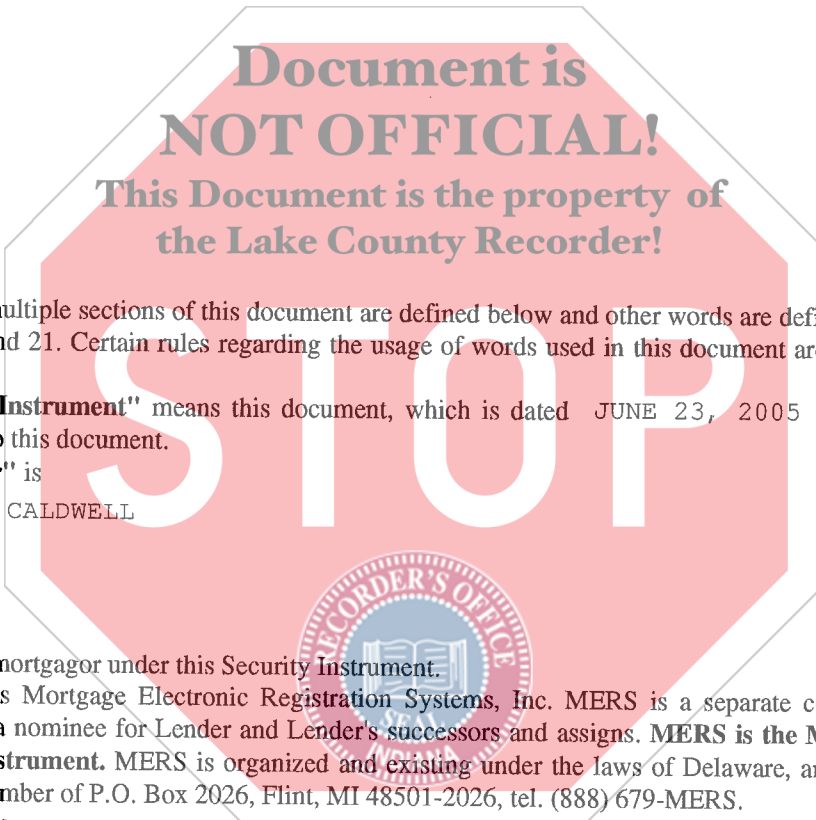 Document is
NOT OFFICIAL!
This Document is the property of
the Lake County Recorder!
ultiple sections of this document are defined below and other words are defi
nd 21. Certain rules regarding the usage of words used in this document ar
Instrument" means this document, which is dated JUNE 23, 2005
this document.
" is
CALDWELL
STOP
RECORDER'S OFFICE
SEAL
INDIANA
mortgagor under this Security Instrument.
s Mortgage Electronic Registration Systems, Inc. MERS is a separate c
a nominee for Lender and Lender's successors and assigns. MERS is the M
strument. MERS is organized and existing under the laws of Delaware, a
mber of P.O. Box 2026, Flint, MI 48501-2026, tel. (888) 679-MERS.